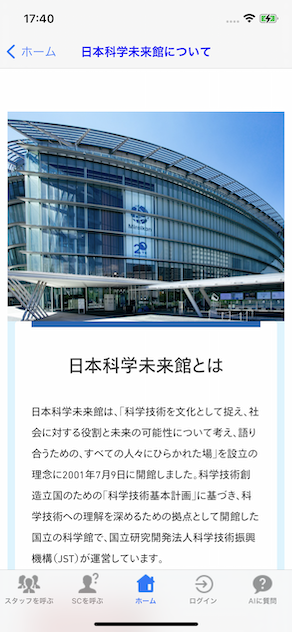 17:40
ホーム
日本科学未来館について
Miraikan
20
日本科学未来館とは
日本科学未来館は、「科学技術を文化として捉え、社
会に対する役割と未来の可能性について考え、語り
合うための、すべての人々にひらかれた場」を設立の
理念に2001年7月9日に開館しました。科学技術創
造立国のための「科学技術基本計画」に基づき、科
学技術への理解を深めるための拠点として開館した
国立の科学館で、国立研究開発法人科学技術振興
機構（JST）が運営しています。
スタッフを呼ぶ
SCを呼ぶ
ホーム
ログイン
AIに質問